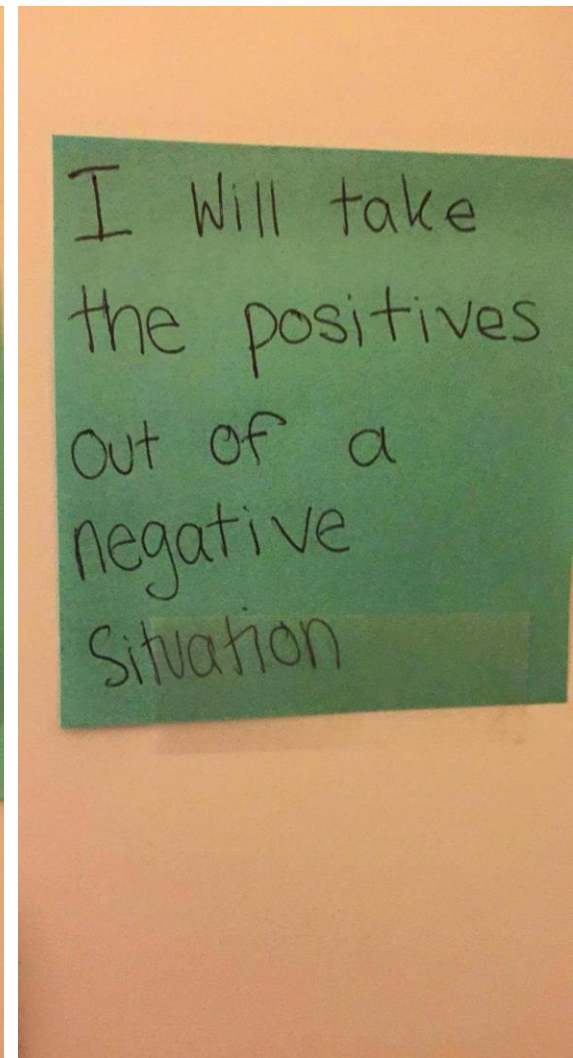 I Will take
the positives
out of a
negative
Situation